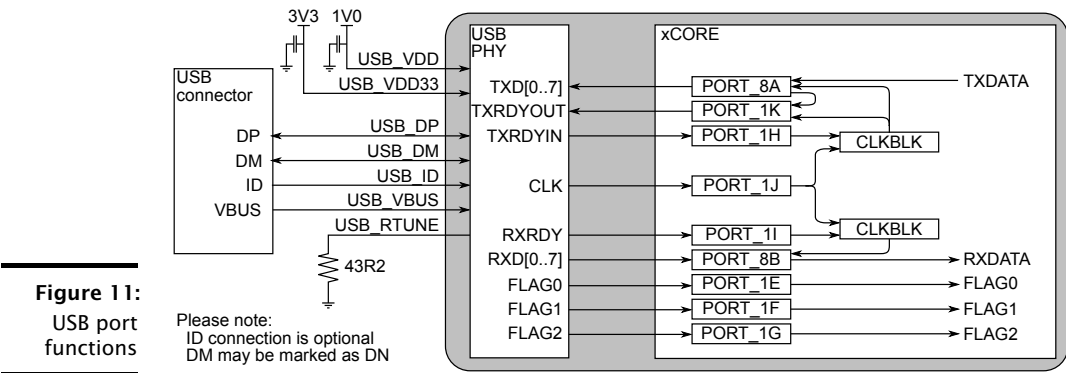 3V3 1V0
USB PHY
xCORE
USB_VDD
USB connector
USB_VDD33
TXD[0..7]
PORT_8A
TXDATA
TXRDYOUT
PORT_1K
DP
USB_DP
TXRDYIN
PORT_1H
CLKBLK
DM
USB_DM
ID
USB_ID
CLK
PORT_1J
VBUS
USB_VBUS
USB_RTUNE
RXRDY
PORT_1I
CLKBLK
43R2
RXD[0..7]
PORT_8B
RXDATA
FLAG0
PORT_1E
FLAG0
FLAG1
PORT_1F
FLAG1
FLAG2
PORT_1G
FLAG2
Figure 11:
USB port
functions
Please note:
ID connection is optional
DM may be marked as DN